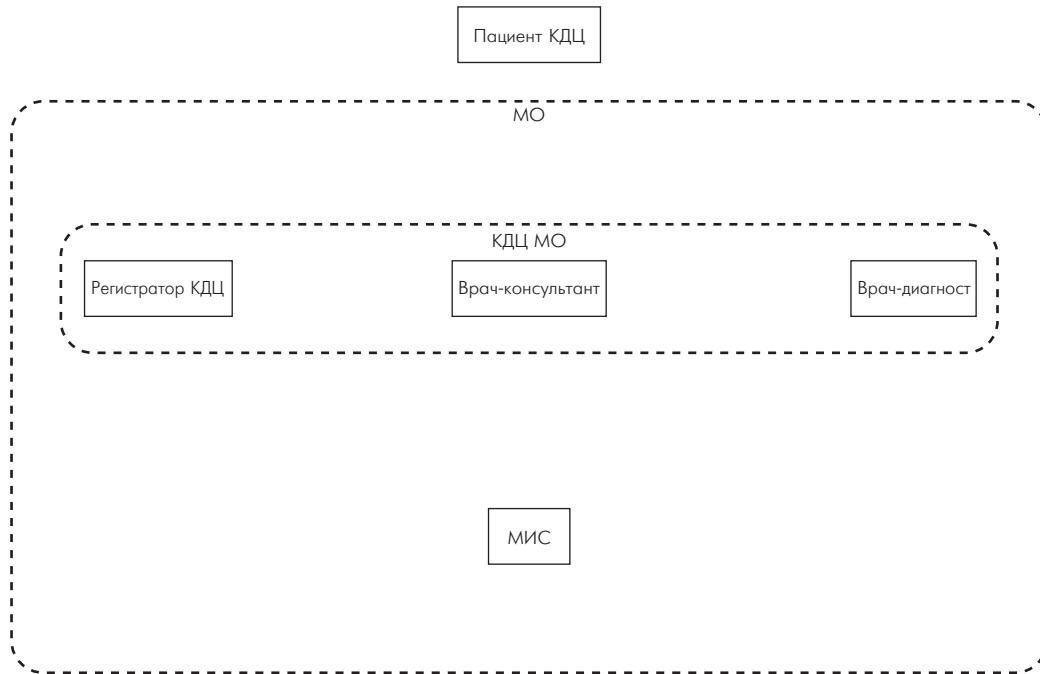 Пациент КДЦ
МО
КДЦ МО
Регистратор КДЦ
Врач-консультант
Врач-диагност
МИС